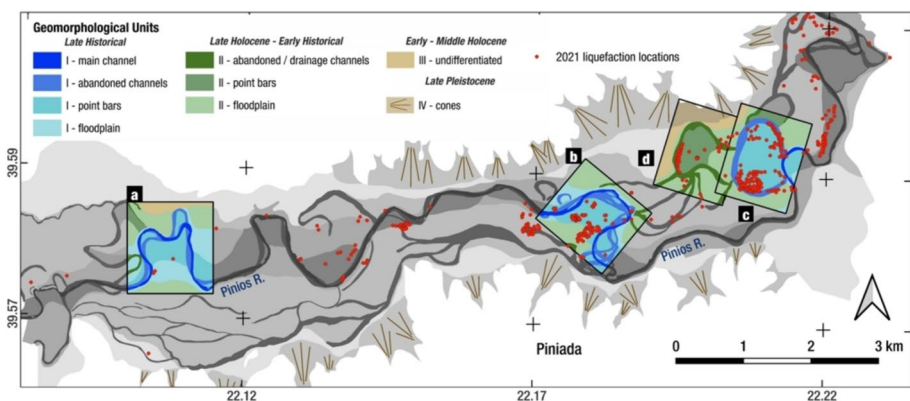 Geomorphological Units
Late Historical
I - main channel
I - abandoned channels
I - point bars
I - floodplain
Late Holocene - Early Historical
II - abandoned / drainage channels
II - point bars
II - floodplain
Early - Middle Holocene
III - undifferentiated
Late Pleistocene
IV - cones
2021 liquefaction locations
39.59
39.57
a
b
d
c
Pinios R.
Pinios R.
Piniada
0 1 2 3 km
22.12 22.17 22.22